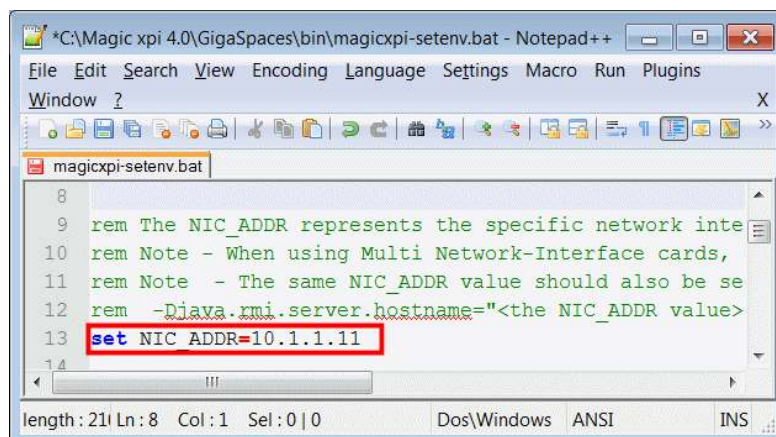 *C:\Magic xpi 4.0\GigaSpaces\bin\magicxpi-setenv.bat - Notepad++
File Edit Search View Encoding Language Settings Macro Run Plugins
Window ? X
magicxpi-setenv.bat
8
9 rem The NIC_ADDR represents the specific network inte
10 rem Note - When using Multi Network-Interface cards,
11 rem Note  - The same NIC_ADDR value should also be se
12 rem  -Djava.rmi.server.hostname="<the NIC_ADDR value>
13 set NIC_ADDR=10.1.1.11
14
length : 210 Ln : 8 Col : 1 Sel : 0 | 0 Dos\Windows ANSI INS